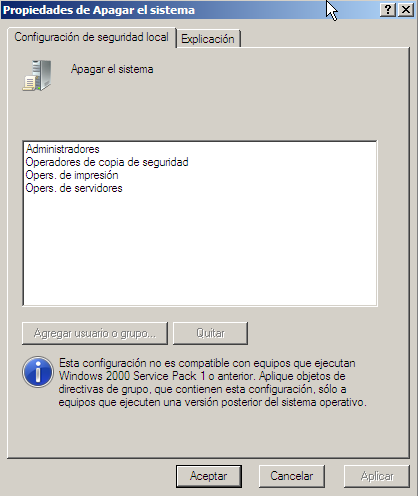 Propiedades de Apagar el sistema
Configuración de seguridad local Explicación
Apagar el sistema
Administradores
Operadores de copia de seguridad
Opers. de impresión
Opers. de servidores
Agregar usuario o grupo... Quitar
Esta configuración no es compatible con equipos que ejecutan
Windows 2000 Service Pack 1 o anterior. Aplique objetos de
directivas de grupo, que contienen esta configuración, sólo a
equipos que ejecuten una versión posterior del sistema operativo.
Aceptar Cancelar Aplicar